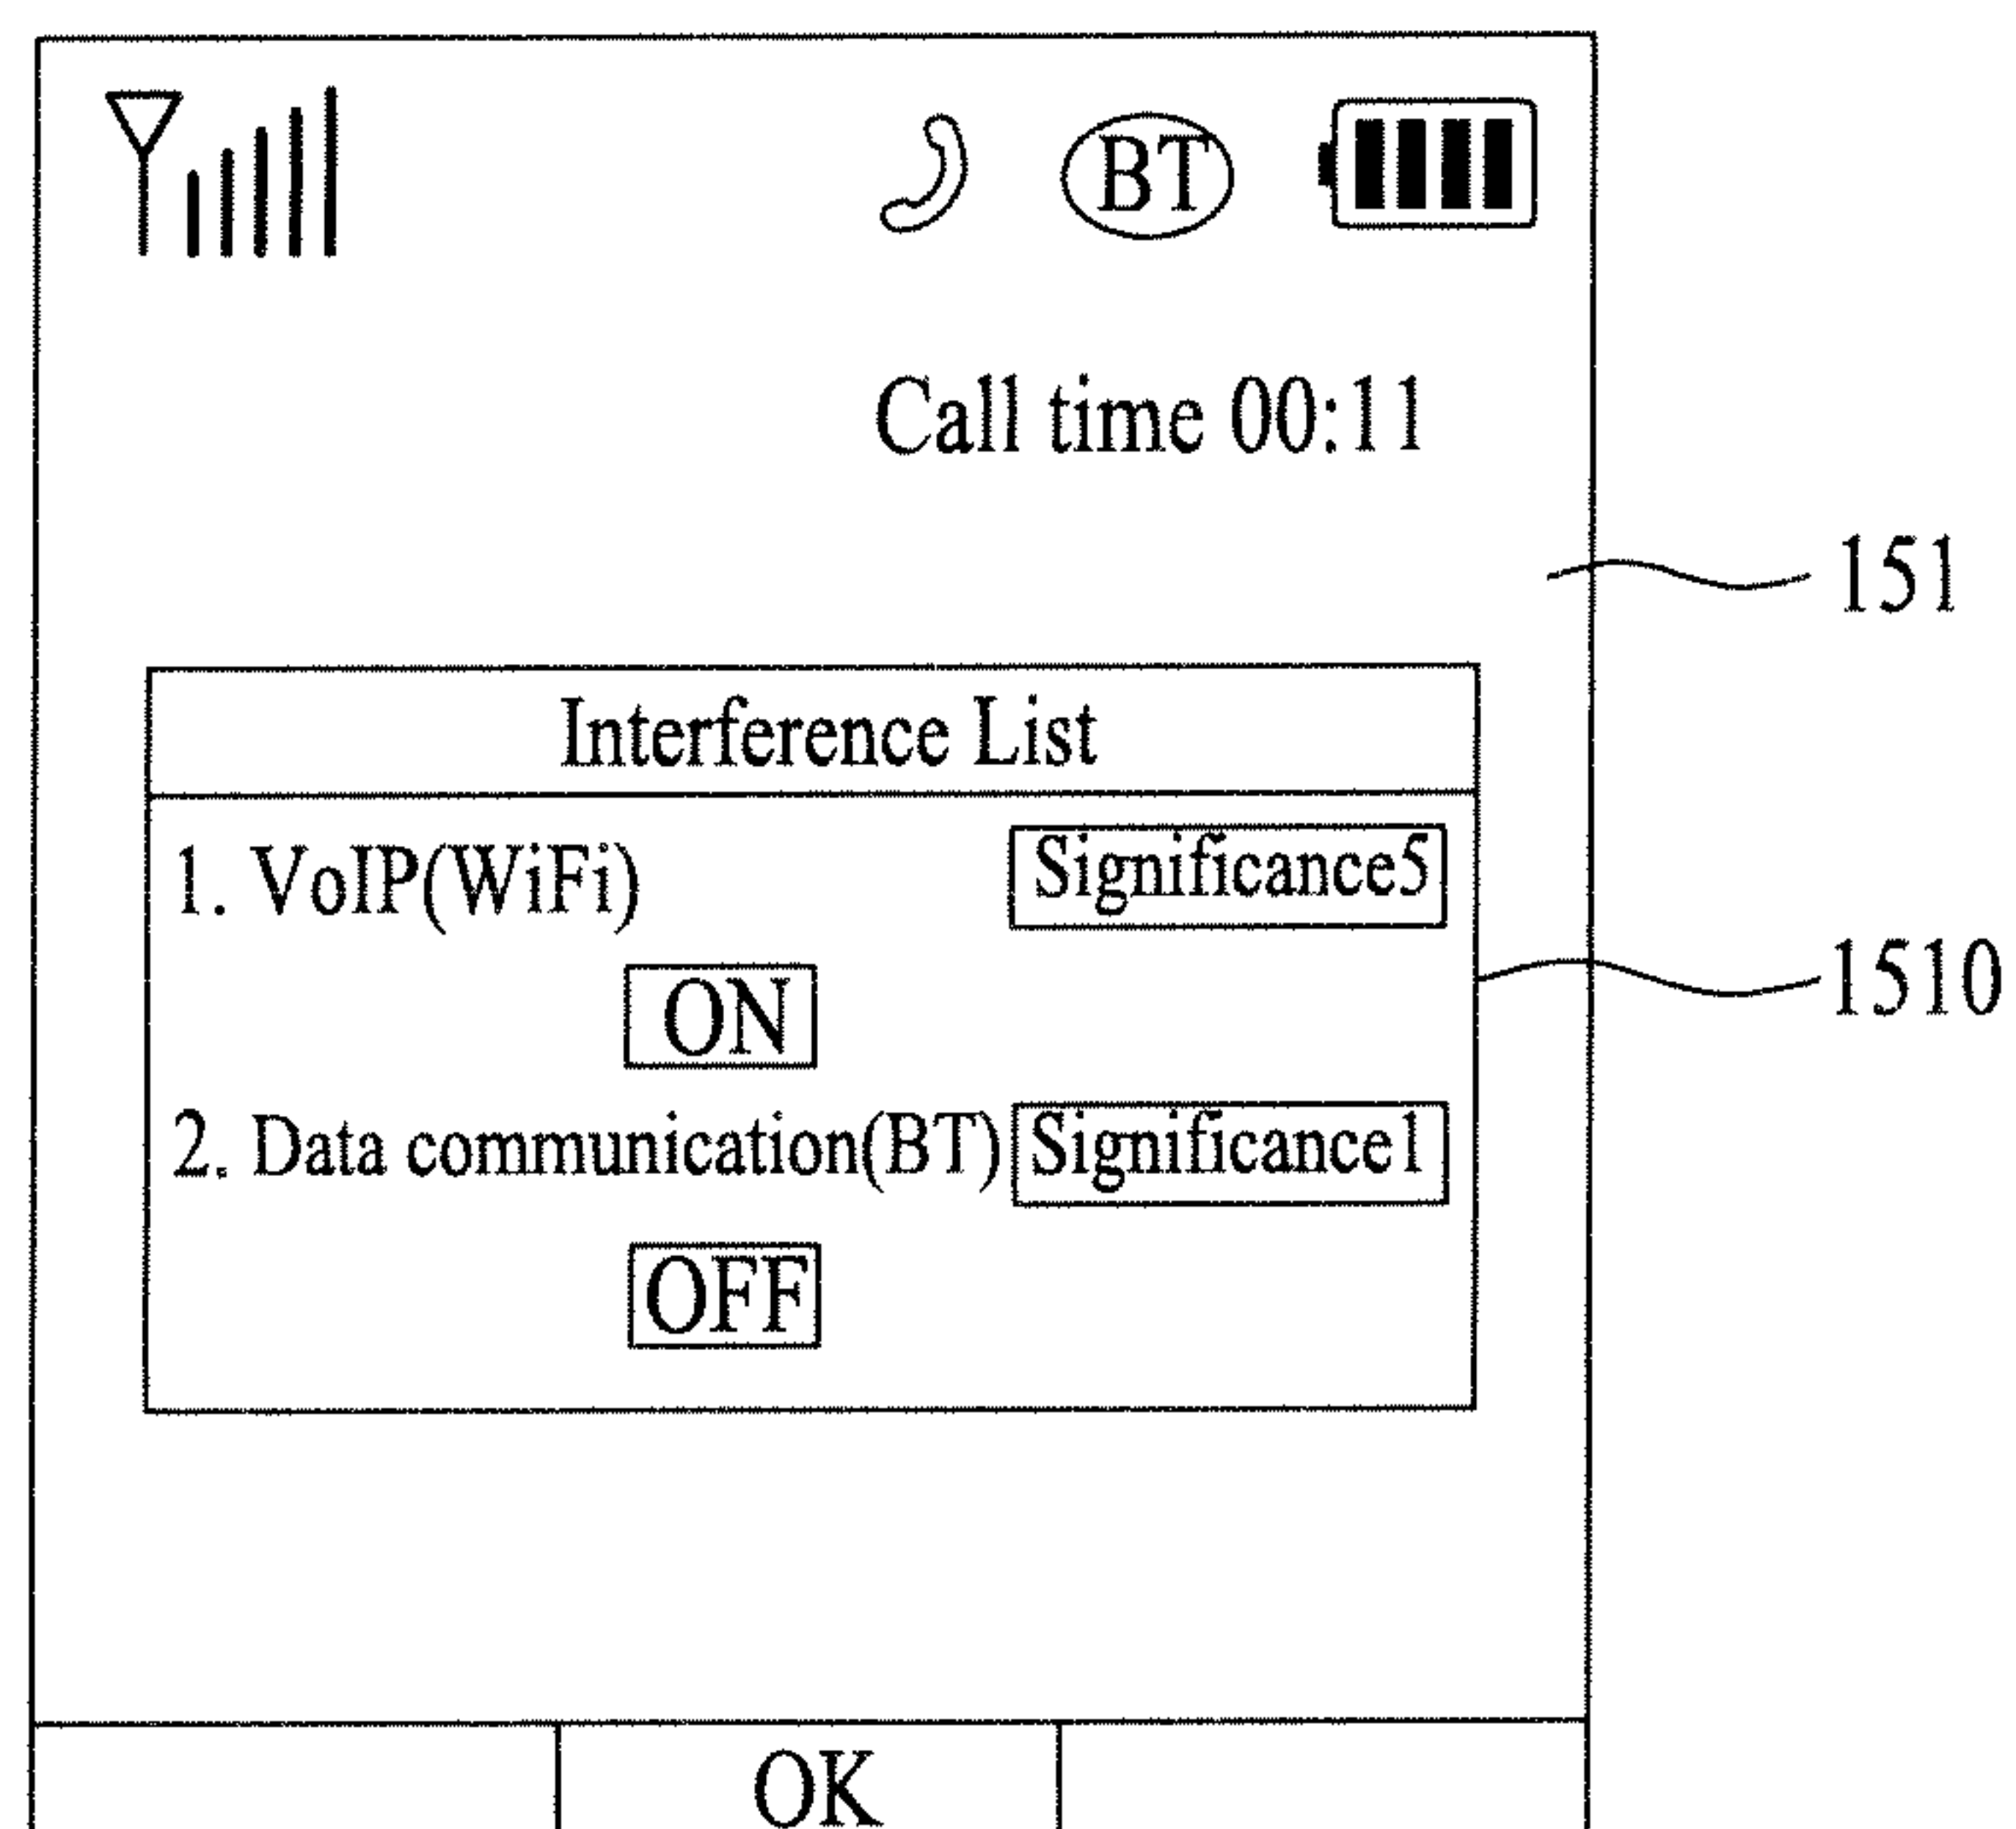 BT
Call time 00:11
151
Interference List
1. VoIP(WiFi) Significance5
1510
ON
2. Data communication(BT) Significance1
OFF
OK